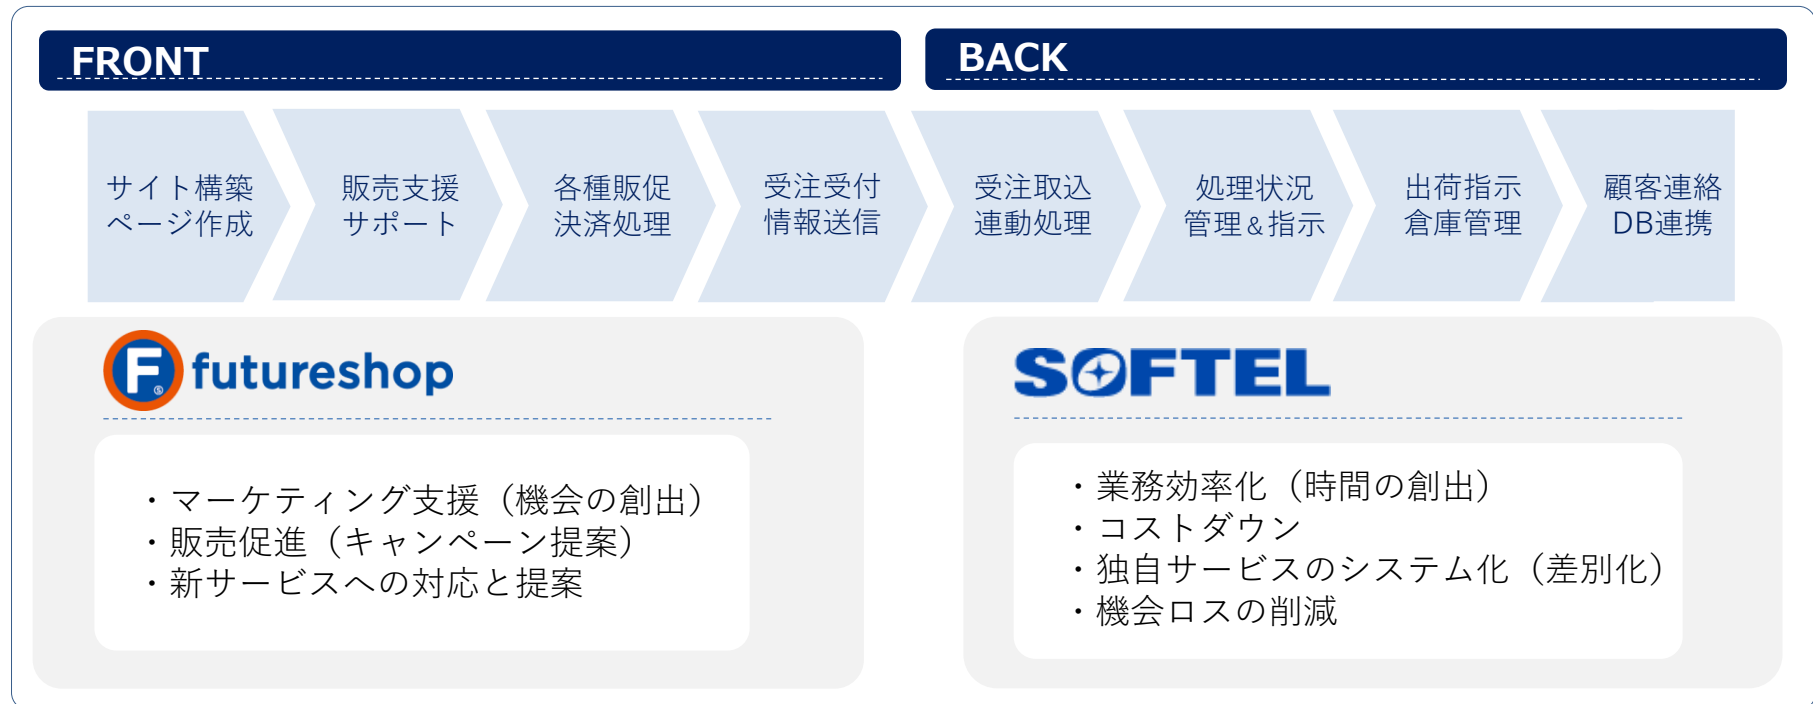 FRONT
BACK
サイト構築
ページ作成
販売支援
サポート
各種販促
決済処理
受注受付
情報送信
受注取込
連動処理
処理状況
管理&指示
出荷指示
倉庫管理
顧客連絡
DB連携
F
futureshop
・マーケティング支援（機会の創出）
・販売促進（キャンペーン提案）
・新サービスへの対応と提案
SOFTEL
・業務効率化（時間の創出）
・コストダウン
・独自サービスのシステム化（差別化）
・機会ロスの削減